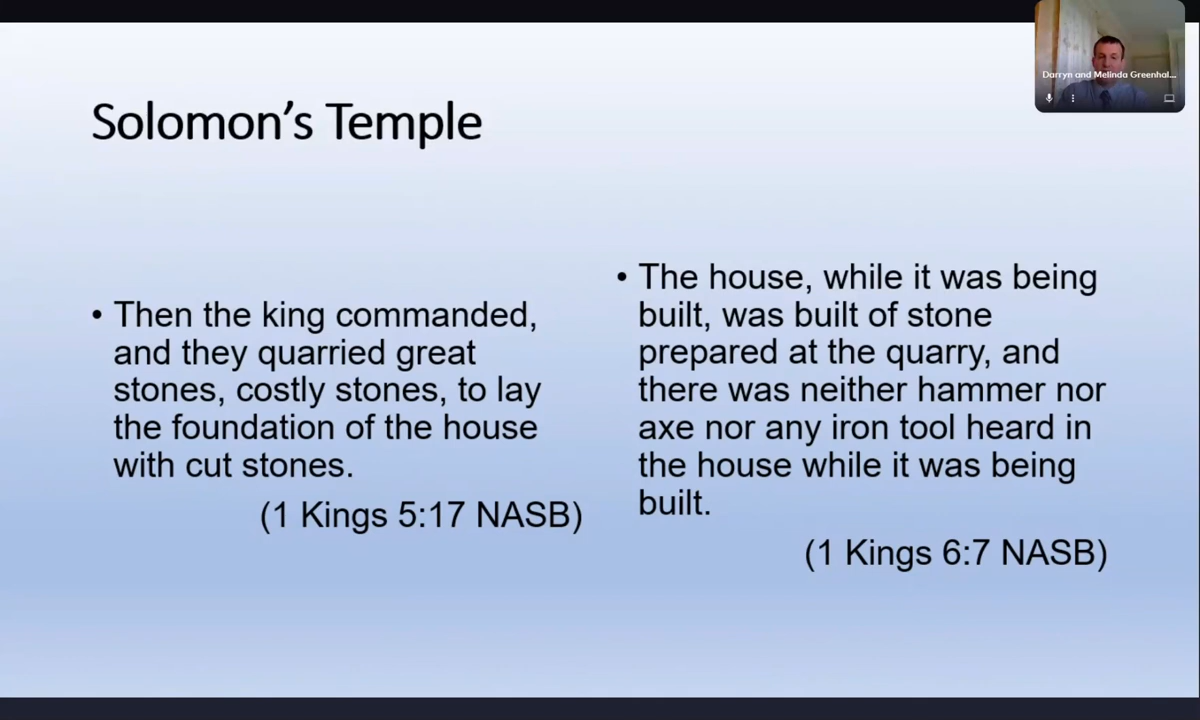 Darryn and Melinda Greenhal...
Solomon's Temple
• Then the king commanded,
and they quarried great
stones, costly stones, to lay
the foundation of the house
with cut stones.
(1 Kings 5:17 NASB)
• The house, while it was being
built, was built of stone
prepared at the quarry, and
there was neither hammer nor
axe nor any iron tool heard in
the house while it was being
built.
(1 Kings 6:7 NASB)